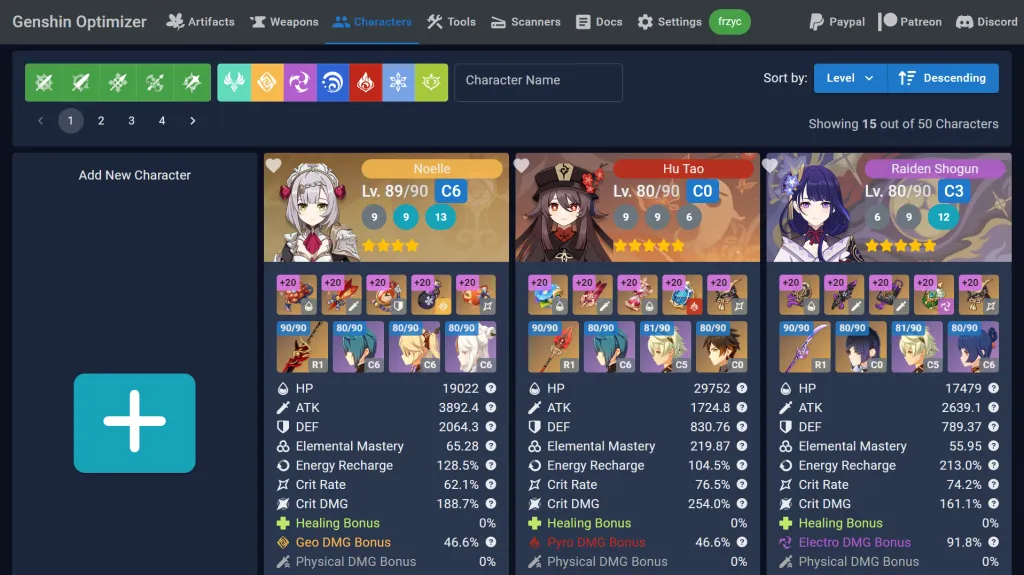 Genshin Optimizer Artifacts Weapons Characters Tools Scanners Docs Settings frzyc Paypal Patreon Discord
Character Name Sort by: Level Descending
1 2 3 4 Showing 15 out of 50 Characters
Add New Character
Noelle
Lv. 89/90 C6
9 9 13
+20 +20 +20 +20 +20
90/90 80/90 80/90 80/90
R1 C6 C6 C6
HP 19022
ATK 3892.4
DEF 2064.3
Elemental Mastery 65.28
Energy Recharge 128.5%
Crit Rate 62.1%
Crit DMG 188.7%
Healing Bonus 0%
Geo DMG Bonus 46.6%
Physical DMG Bonus 0%
Hu Tao
Lv. 80/90 C0
9 9 6
+20 +20 +20 +20 +20
90/90 80/90 81/90 80/90
R1 C6 C5 C0
HP 29752
ATK 1724.8
DEF 830.76
Elemental Mastery 219.87
Energy Recharge 104.5%
Crit Rate 76.5%
Crit DMG 254.0%
Healing Bonus 0%
Pyro DMG Bonus 46.6%
Physical DMG Bonus 0%
Raiden Shogun
Lv. 80/90 C3
6 9 12
+20 +20 +20 +20 +20
90/90 80/90 81/90 80/90
R1 C0 C5 C6
HP 17479
ATK 2639.1
DEF 789.37
Elemental Mastery 55.95
Energy Recharge 213.0%
Crit Rate 74.2%
Crit DMG 161.1%
Healing Bonus 0%
Electro DMG Bonus 91.8%
Physical DMG Bonus 0%